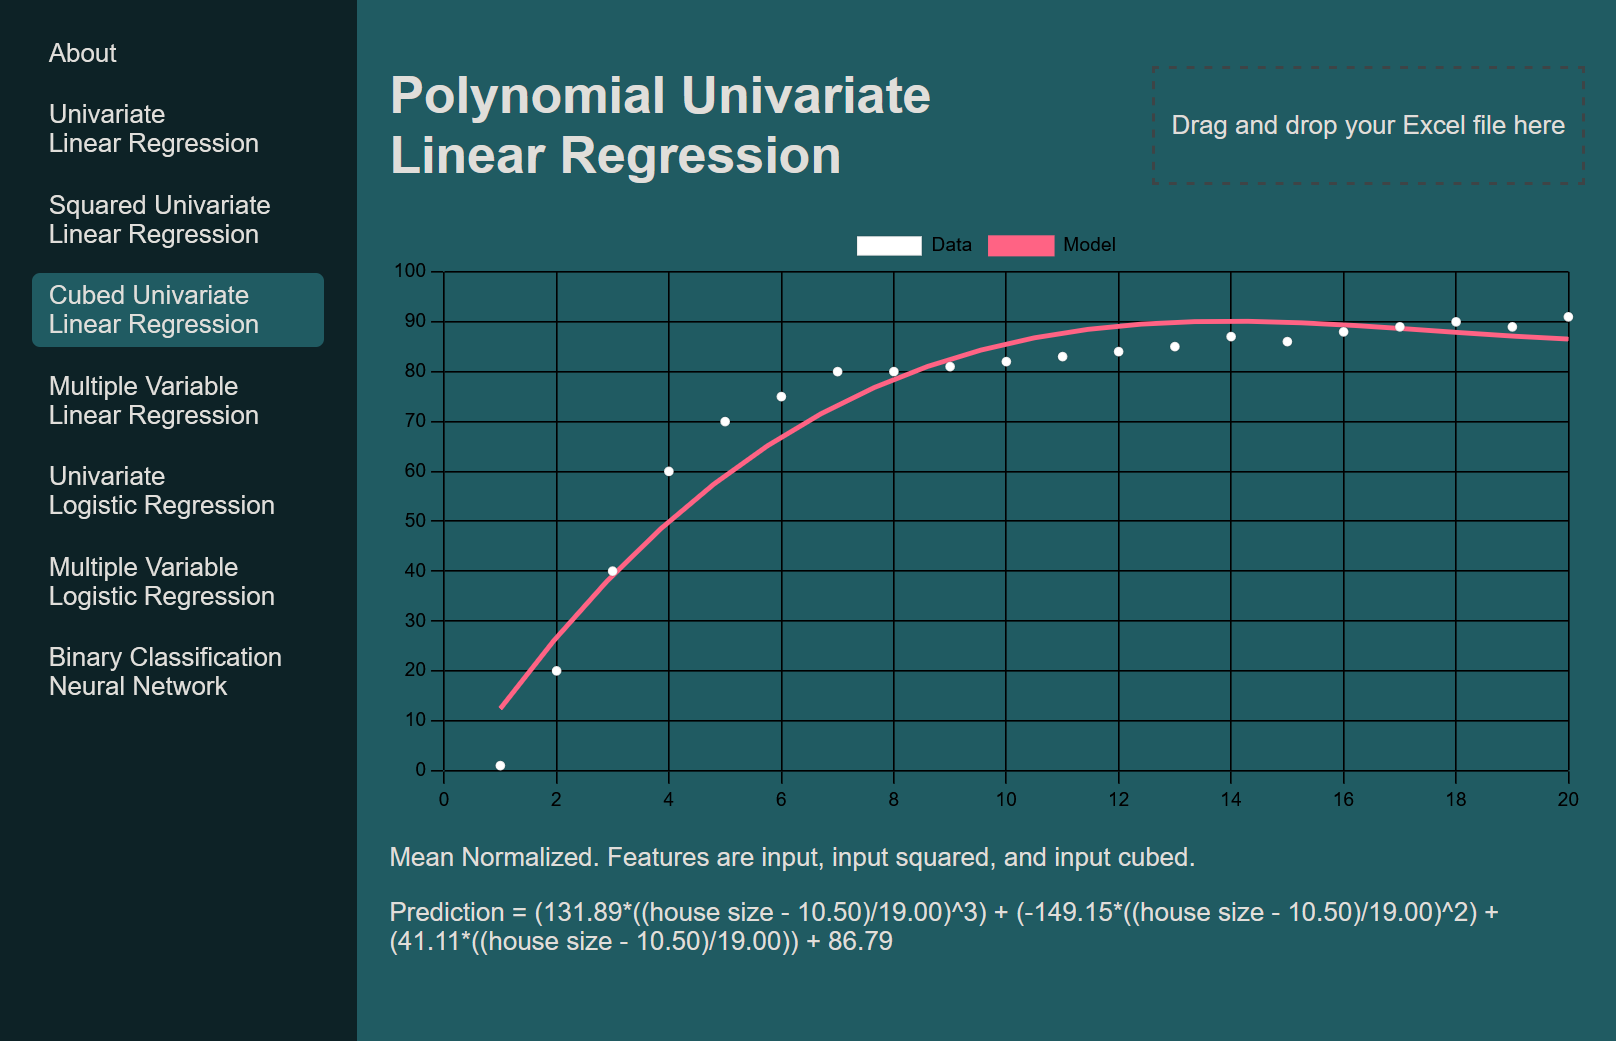 About
Univariate
Linear Regression
Squared Univariate
Linear Regression
Cubed Univariate
Linear Regression
Multiple Variable
Linear Regression
Univariate
Logistic Regression
Multiple Variable
Logistic Regression
Binary Classification
Neural Network
Polynomial Univariate
Linear Regression
Drag and drop your Excel file here
Data Model
100
90
80
70
60
50
40
30
20
10
0
0 2 4 6 8 10 12 14 16 18 20
Mean Normalized. Features are input, input squared, and input cubed.
Prediction = (131.89*((house size - 10.50)/19.00)^3) + (-149.15*((house size - 10.50)/19.00)^2) +
(41.11*((house size - 10.50)/19.00)) + 86.79